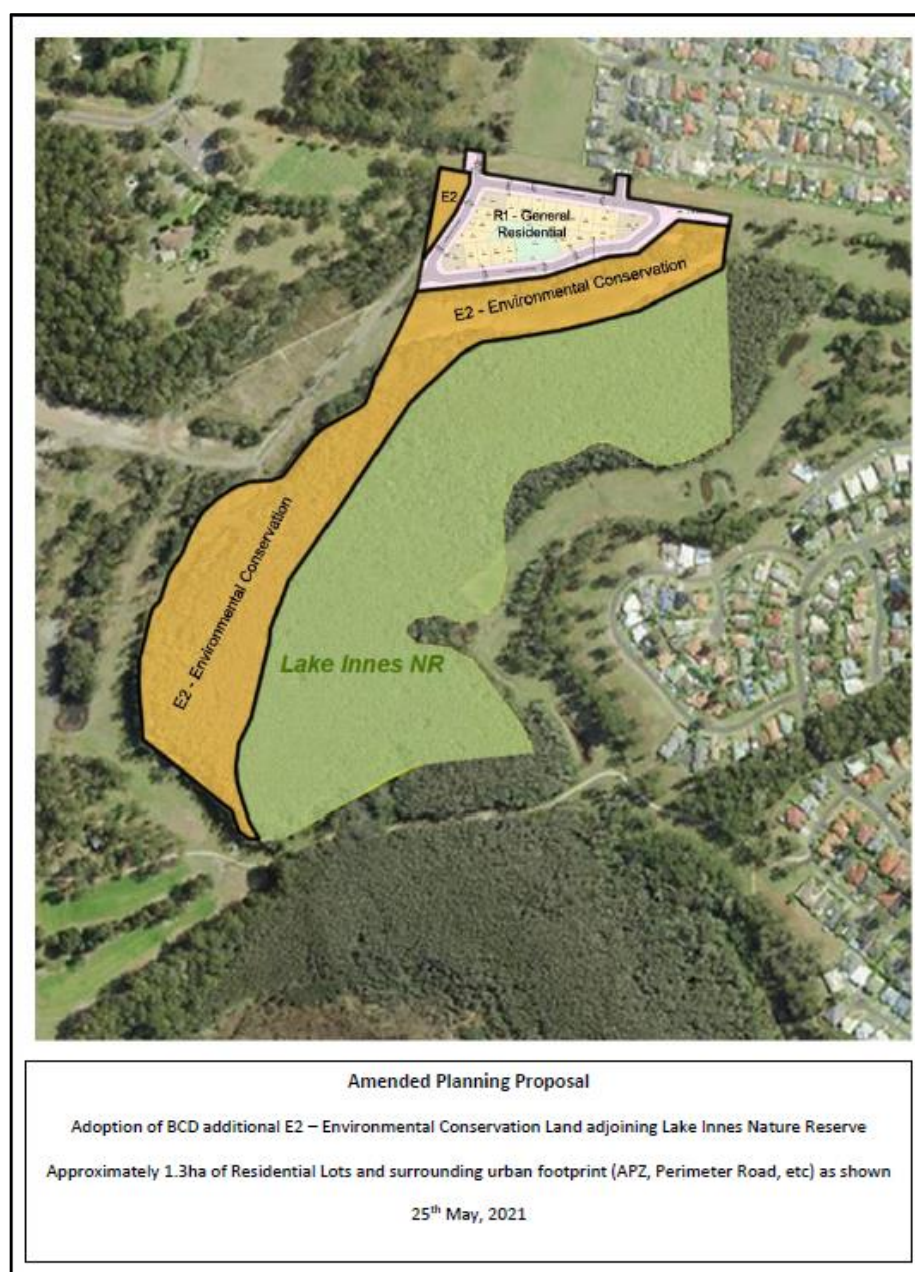 E2
R1 - General
Residential
E2 - Environmental Conservation
E2 - Environmental Conservation
Lake Innes NR
Amended Planning Proposal
Adoption of BCD additional E2 – Environmental Conservation Land adjoining Lake Innes Nature Reserve
Approximately 1.3ha of Residential Lots and surrounding urban footprint (APZ, Perimeter Road, etc) as shown
25th May, 2021